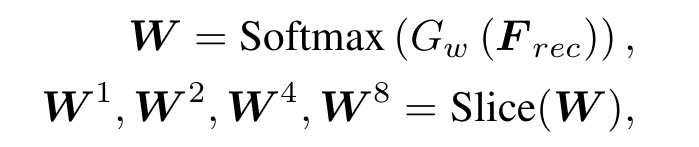 W = Softmax (G_w (F_rec)),
W^1, W^2, W^4, W^8 = Slice(W),